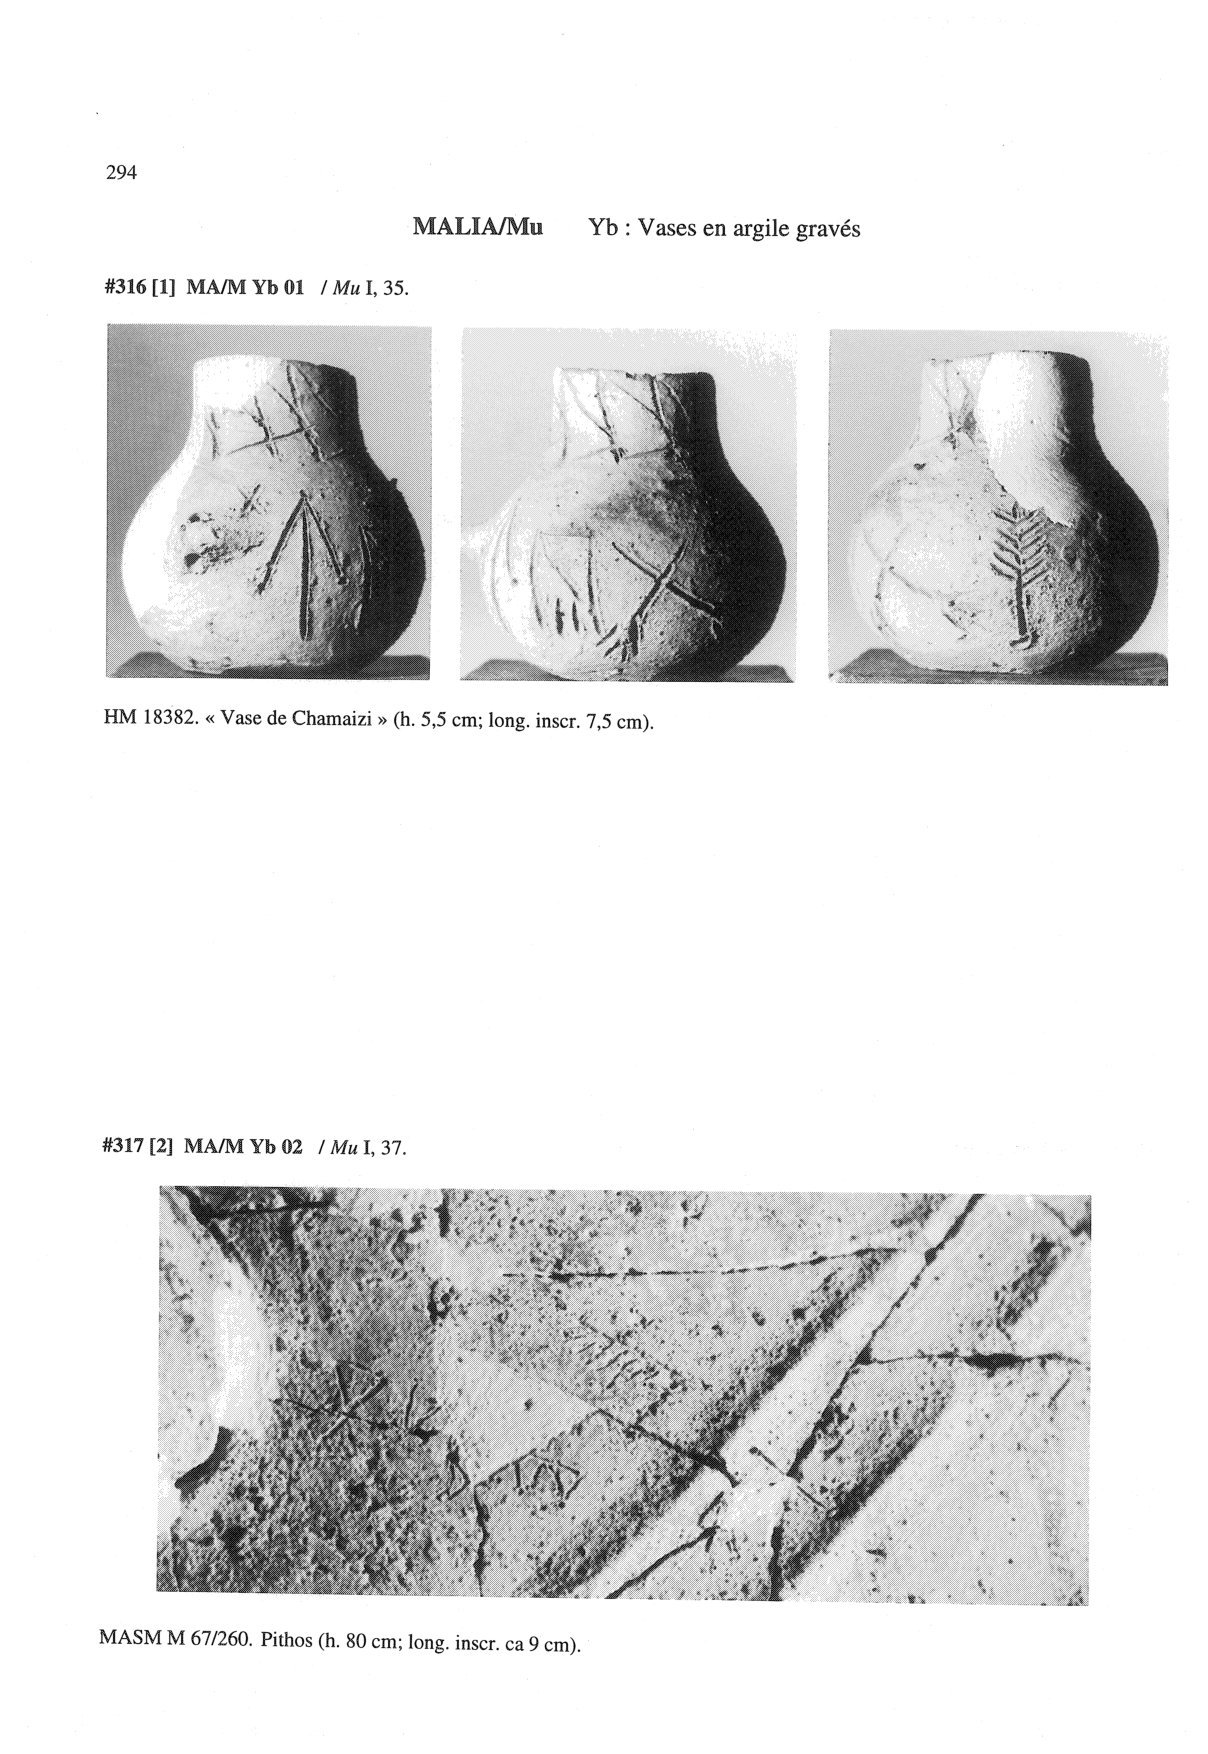 294
MALIA/Mu Yb : Vases en argile gravés
#316 [1] MA/M Yb 01 / Mu I, 35.
HM 18382. « Vase de Chamaizi » (h. 5,5 cm; long. inscr. 7,5 cm).
#317 [2] MA/M Yb 02 / Mu I, 37.
MASM M 67/260. Pithos (h. 80 cm; long. inscr. ca 9 cm).